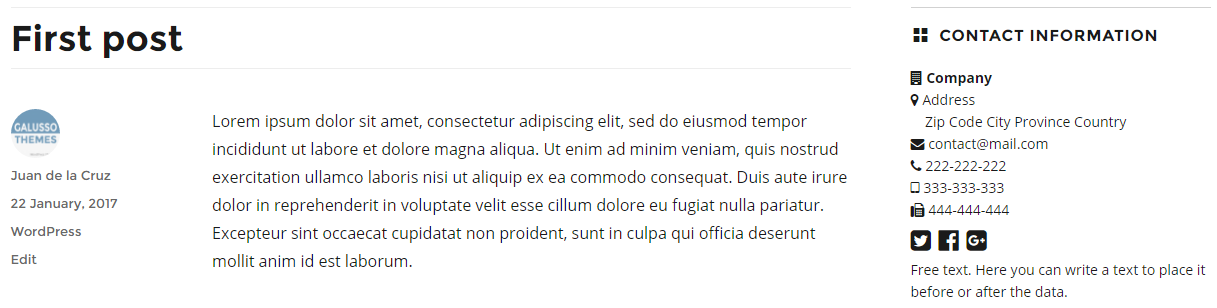 First post
GALUSSO
THEMES
Juan de la Cruz
22 January, 2017
WordPress
Edit
Lorem ipsum dolor sit amet, consectetur adipiscing elit, sed do eiusmod tempor
incididunt ut labore et dolore magna aliqua. Ut enim ad minim veniam, quis nostrud
exercitation ullamco laboris nisi ut aliquip ex ea commodo consequat. Duis aute irure
dolor in reprehenderit in voluptate velit esse cillum dolore eu fugiat nulla pariatur.
Excepteur sint occaecat cupidatat non proident, sunt in culpa qui officia deserunt
mollit anim id est laborum.
CONTACT INFORMATION
Company
Address
Zip Code City Province Country
contact@mail.com
222-222-222
333-333-333
444-444-444
Free text. Here you can write a text to place it
before or after the data.